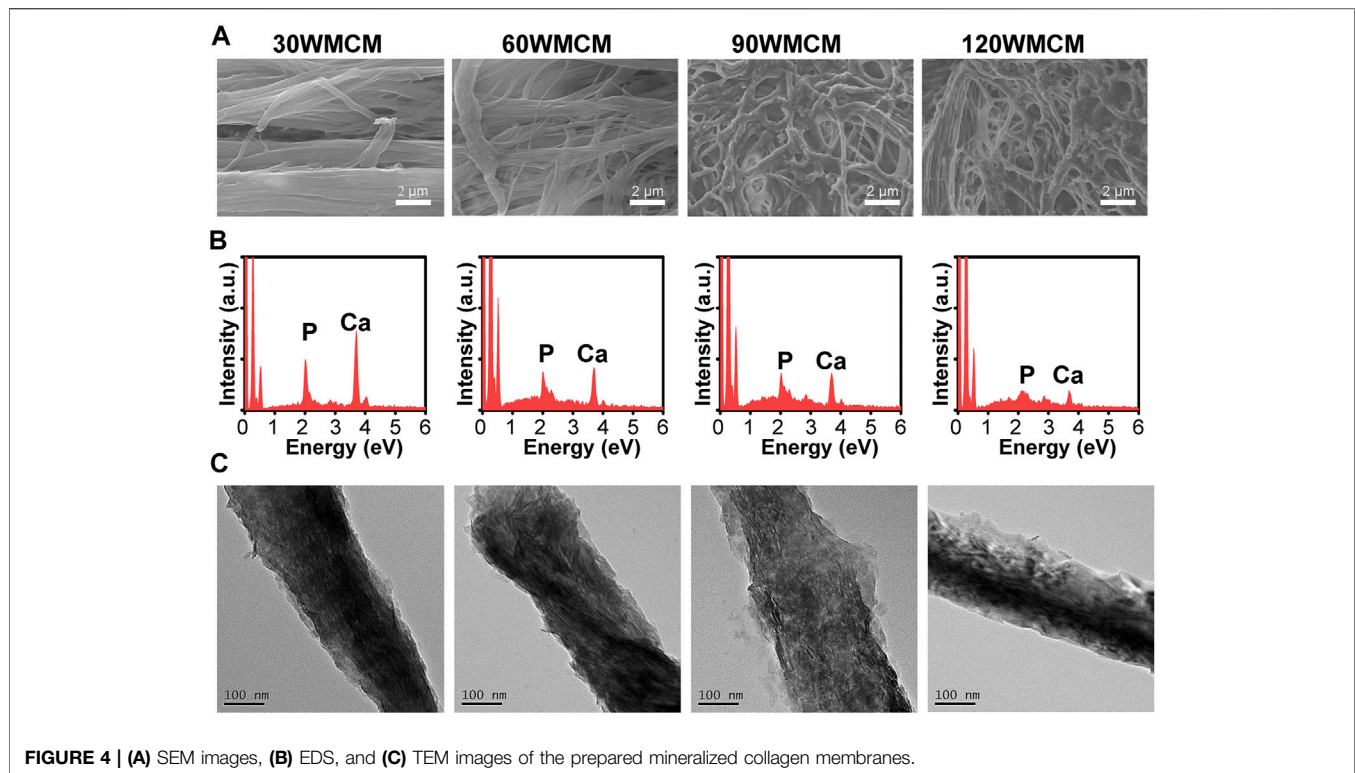 A
30WMCM 60WMCM 90WMCM 120WMCM
2 µm 2 µm 2 µm 2 µm
B
Intensity (a.u.) P Ca 0 1 2 3 4 5 6 Energy (eV)
Intensity (a.u.) P Ca 0 1 2 3 4 5 6 Energy (eV)
Intensity (a.u.) P Ca 0 1 2 3 4 5 6 Energy (eV)
Intensity (a.u.) P Ca 0 1 2 3 4 5 6 Energy (eV)
C
100 nm 100 nm 100 nm 100 nm
FIGURE 4 | (A) SEM images, (B) EDS, and (C) TEM images of the prepared mineralized collagen membranes.